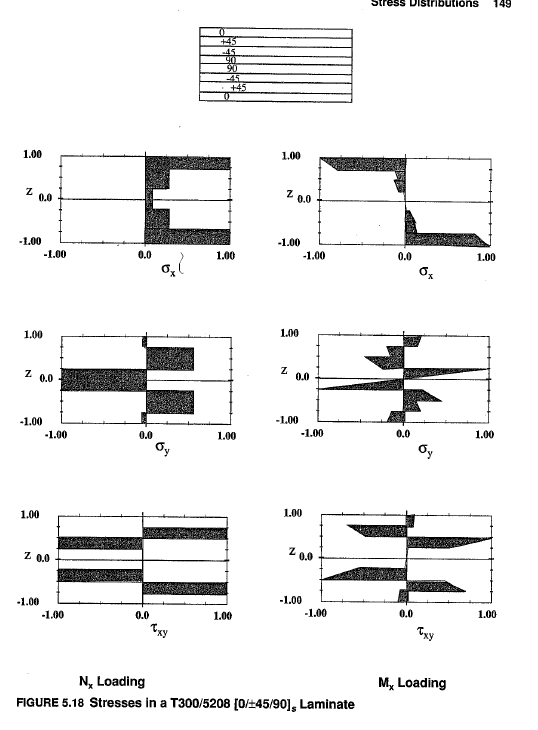 Stress Distributions 149
0
+45
-45
90
90
-45
+45
0
1.00
1.00
z 0.0
z 0.0
-1.00
-1.00
-1.00 0.0 1.00
-1.00 0.0 1.00
σx
σx
1.00
1.00
z 0.0
z 0.0
-1.00
-1.00
-1.00 0.0 1.00
-1.00 0.0 1.00
σy
σy
1.00
1.00
z 0.0
z 0.0
-1.00
-1.00
-1.00 0.0 1.00
-1.00 0.0 1.00
τxy
τxy
Nx Loading
Mx Loading
FIGURE 5.18 Stresses in a T300/5208 [0/±45/90]s Laminate